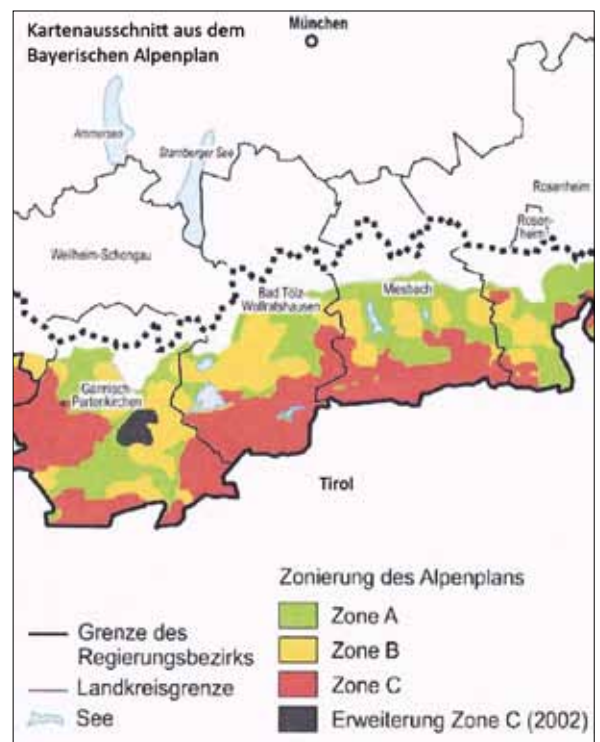 Kartenausschnitt aus dem
Bayerischen Alpenplan
München
Ammersee
Starnberger See
Rosenheim
Rosen-
heim
Weilheim-Schongau
Bad Tölz-
Wolfratshausen
Miesbach
Garmisch-
Partenkirchen
Tirol
Zonierung des Alpenplans
Zone A
Zone B
Zone C
Erweiterung Zone C (2002)
Grenze des
Regierungsbezirks
Landkreisgrenze
See